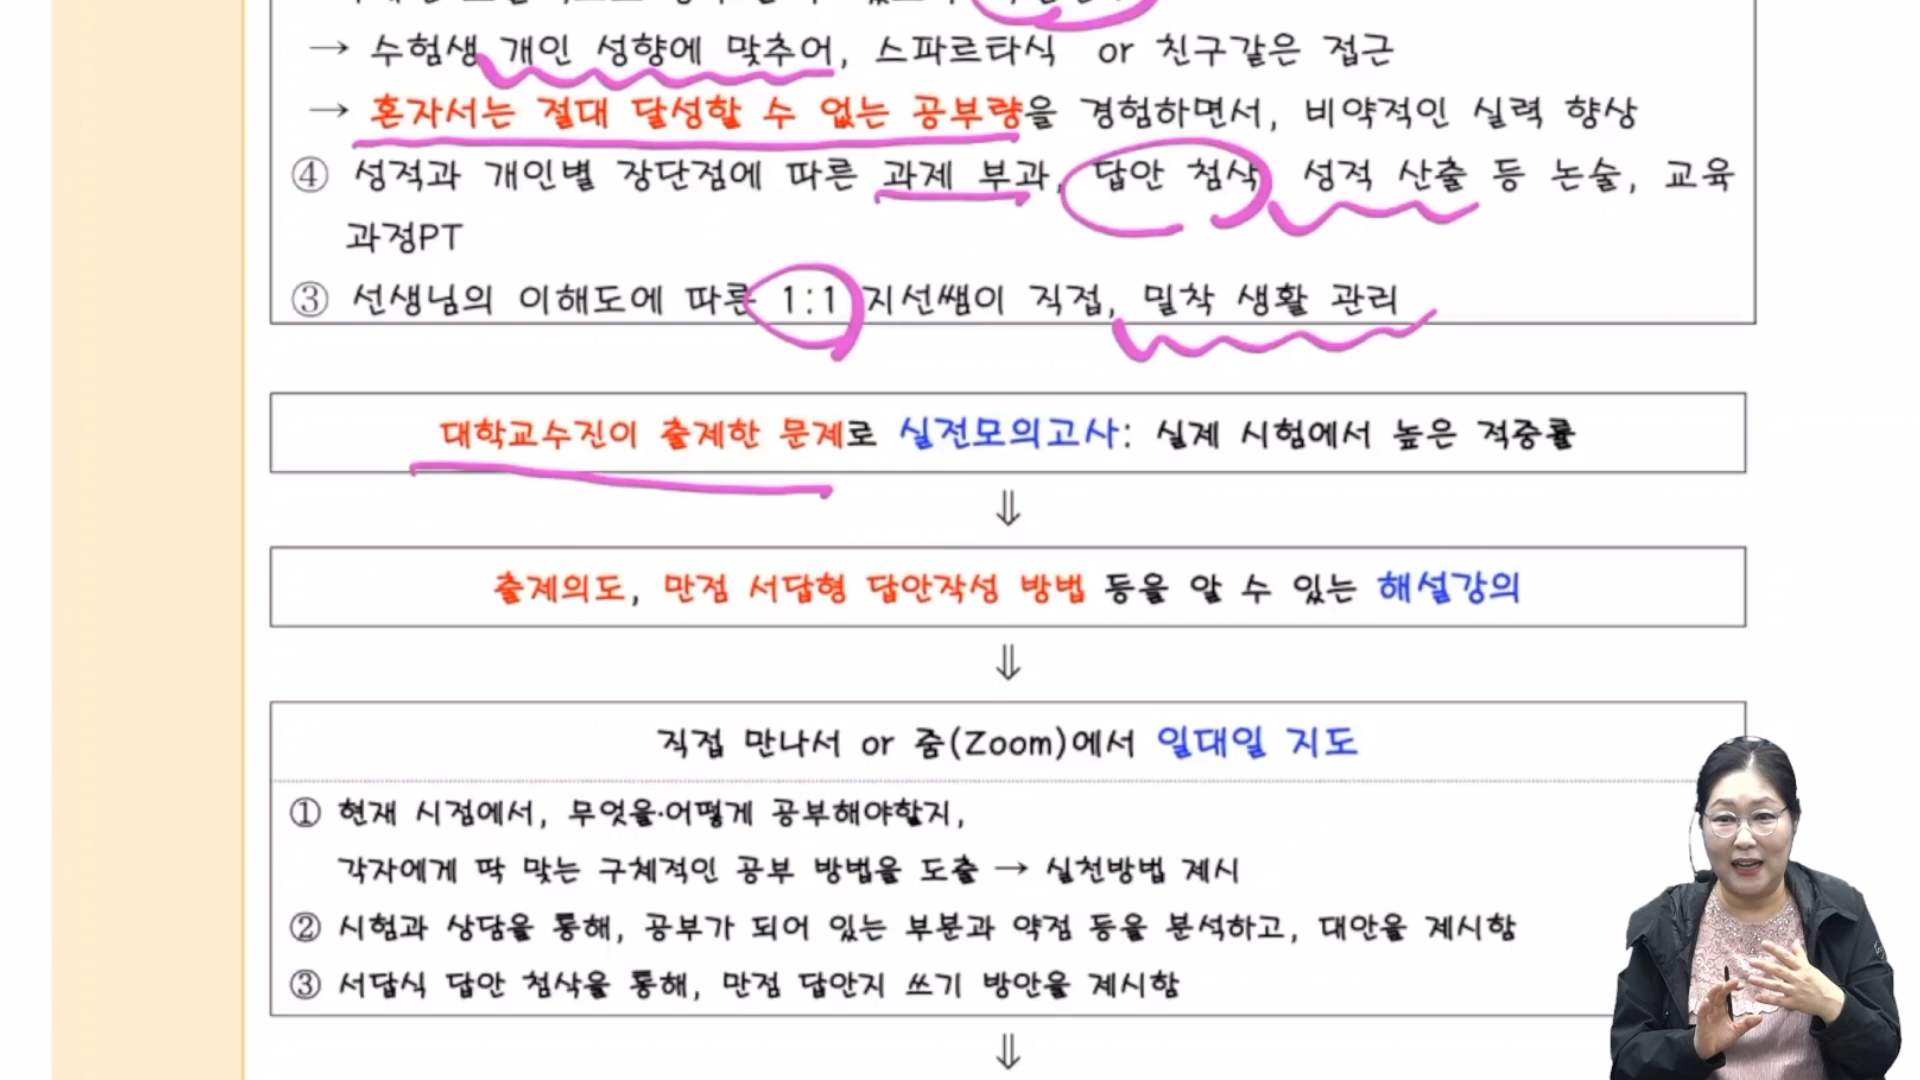 → 수험생 개인 성향에 맞추어, 스파르타식 or 친구같은 접근
→ 혼자서는 절대 달성할 수 없는 공부량을 경험하면서, 비약적인 실력 향상
④ 성적과 개인별 장단점에 따른 과제 부과, 답안 첨삭 성적 산출 등 논술, 교육
과정PT
③ 선생님의 이해도에 따른 1:1 지선쌤이 직접, 밀착 생활 관리
대학교수진이 출제한 문제로 실전모의고사: 실제 시험에서 높은 적중률
⇓
출제의도, 만점 서답형 답안작성 방법 등을 알 수 있는 해설강의
⇓
직접 만나서 or 줌(Zoom)에서 일대일 지도
① 현재 시점에서, 무엇을·어떻게 공부해야할지,
각자에게 딱 맞는 구체적인 공부 방법을 도출 → 실천방법 제시
② 시험과 상담을 통해, 공부가 되어 있는 부분과 약점 등을 분석하고, 대안을 제시함
③ 서답식 답안 첨삭을 통해, 만점 답안지 쓰기 방안을 제시함
⇓